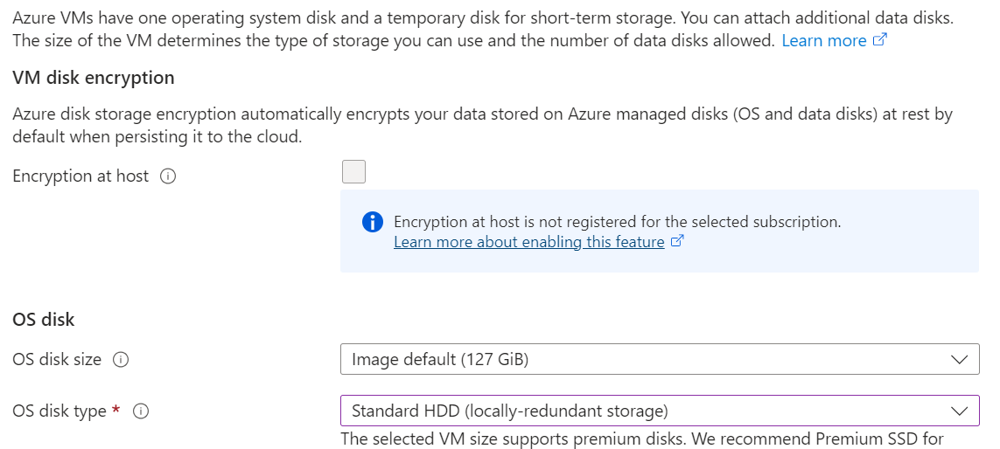 Azure VMs have one operating system disk and a temporary disk for short-term storage. You can attach additional data disks.
The size of the VM determines the type of storage you can use and the number of data disks allowed. Learn more
VM disk encryption
Azure disk storage encryption automatically encrypts your data stored on Azure managed disks (OS and data disks) at rest by
default when persisting it to the cloud.
Encryption at host
Encryption at host is not registered for the selected subscription.
Learn more about enabling this feature
OS disk
OS disk size
Image default (127 GiB)
OS disk type *
Standard HDD (locally-redundant storage)
The selected VM size supports premium disks. We recommend Premium SSD for